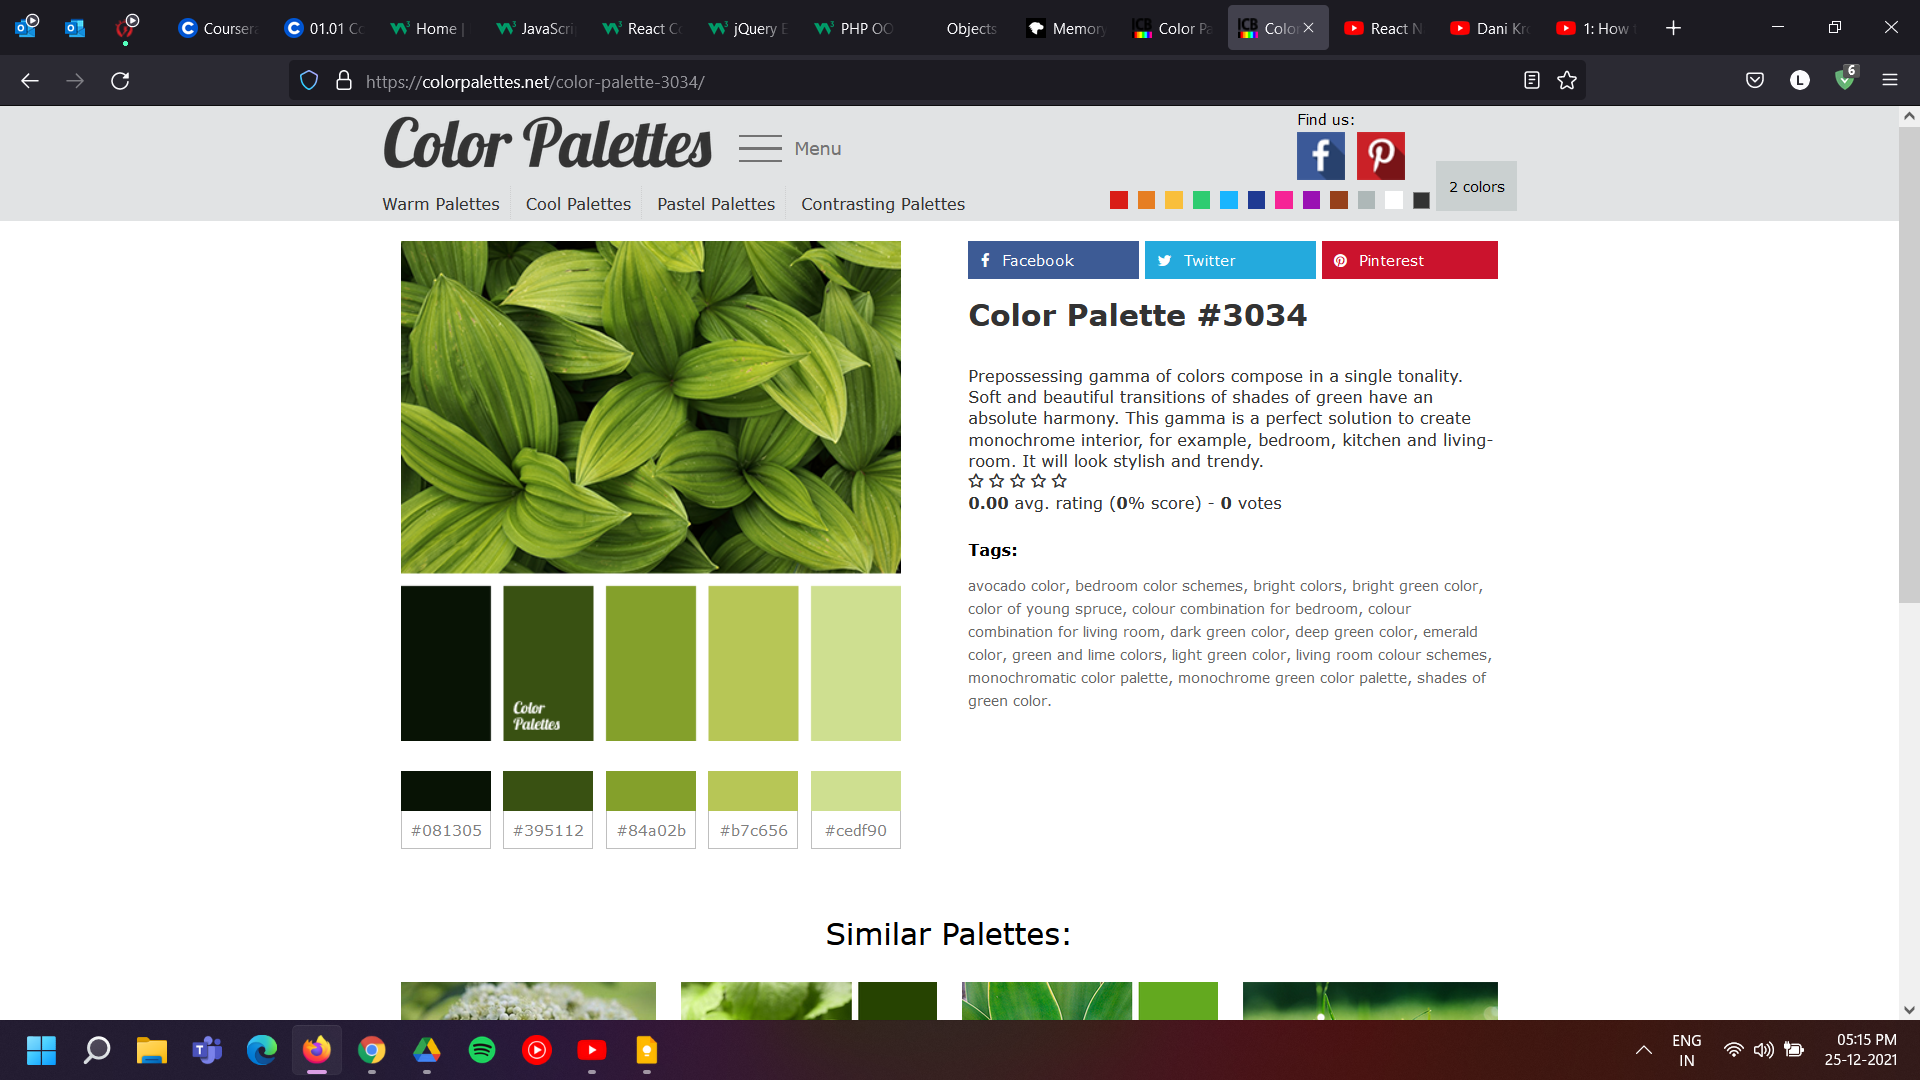 Coursera
01.01 Co
Home |
JavaScri
React Co
jQuery E
PHP OO
Objects
Memory
Color Pa
Color
React N
Dani Kro
1: How t
https://colorpalettes.net/color-palette-3034/
L
6
Color Palettes
Menu
Find us:
2 colors
Warm Palettes
Cool Palettes
Pastel Palettes
Contrasting Palettes
Facebook
Twitter
Pinterest
Color Palette #3034
Prepossessing gamma of colors compose in a single tonality.
Soft and beautiful transitions of shades of green have an
absolute harmony. This gamma is a perfect solution to create
monochrome interior, for example, bedroom, kitchen and living-
room. It will look stylish and trendy.
0.00 avg. rating (0% score) - 0 votes
Tags:
avocado color, bedroom color schemes, bright colors, bright green color,
color of young spruce, colour combination for bedroom, colour
combination for living room, dark green color, deep green color, emerald
color, green and lime colors, light green color, living room colour schemes,
monochromatic color palette, monochrome green color palette, shades of
green color.
Color
Palettes
#081305
#395112
#84a02b
#b7c656
#cedf90
Similar Palettes:
ENG
IN
05:15 PM
25-12-2021